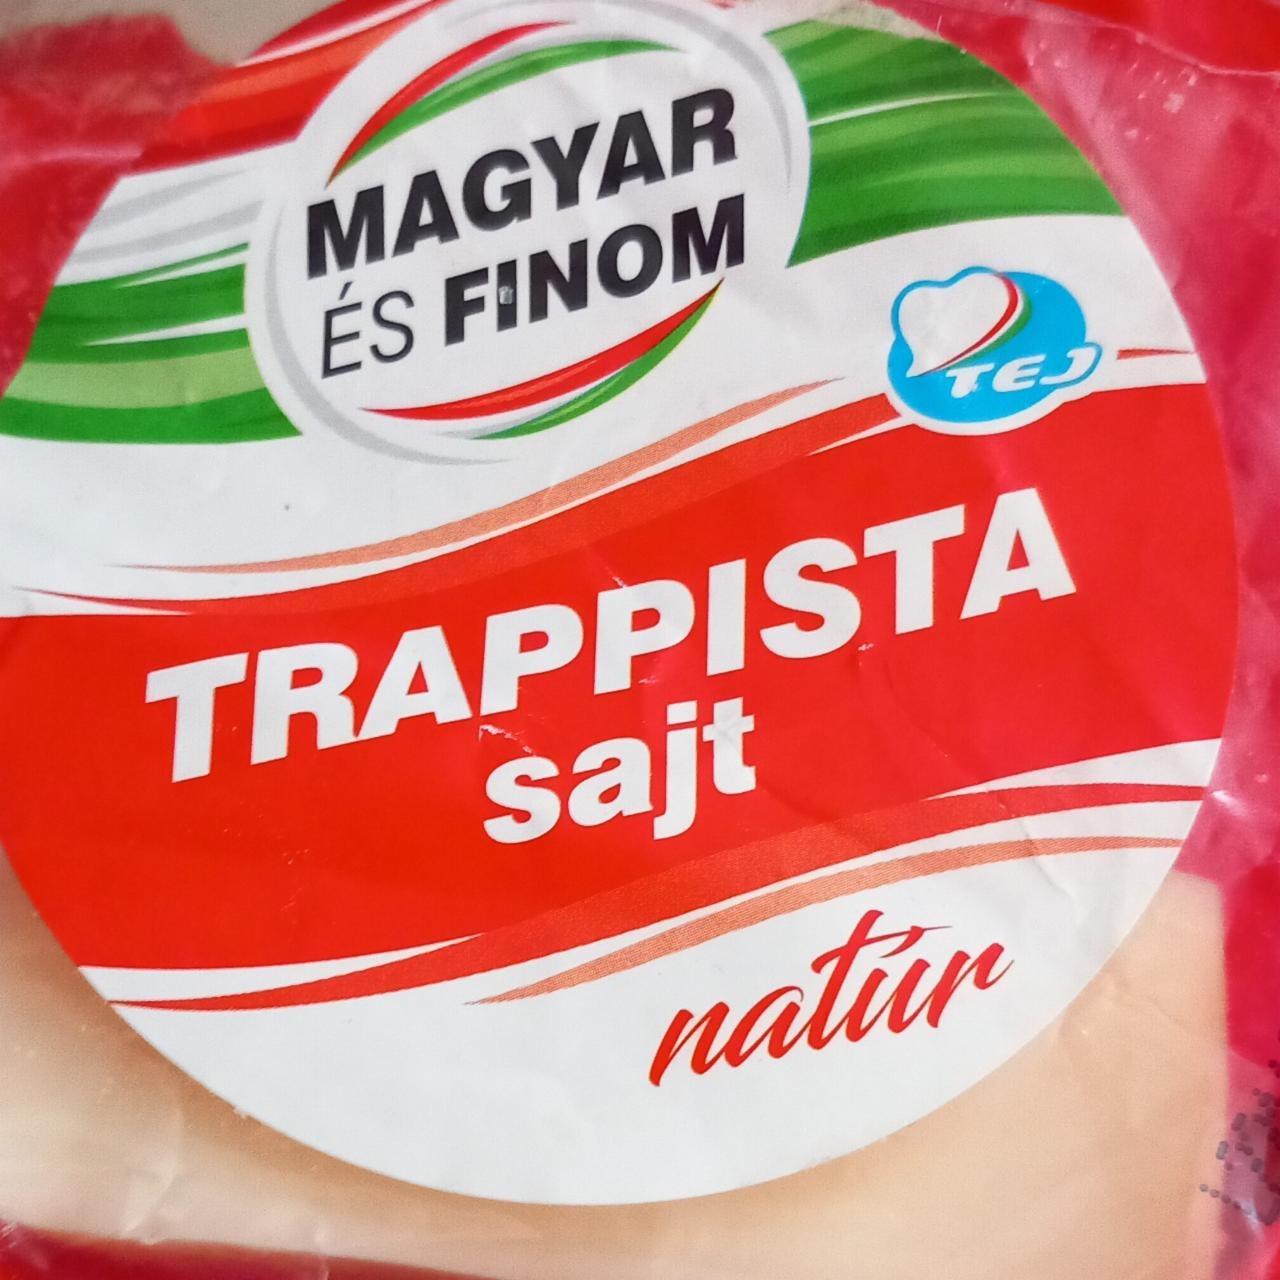 MAGYAR
ÉS FINOM
TEJ
TRAPPISTA
sajt
natúr